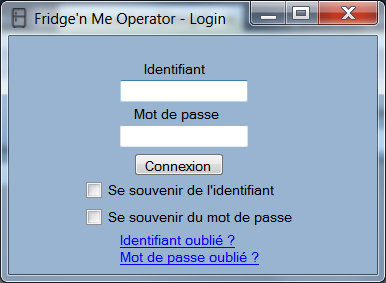 Fridge'n Me Operator - Login
Identifiant
Mot de passe
Connexion
Se souvenir de l'identifiant
Se souvenir du mot de passe
Identifiant oublié ?
Mot de passe oublié ?